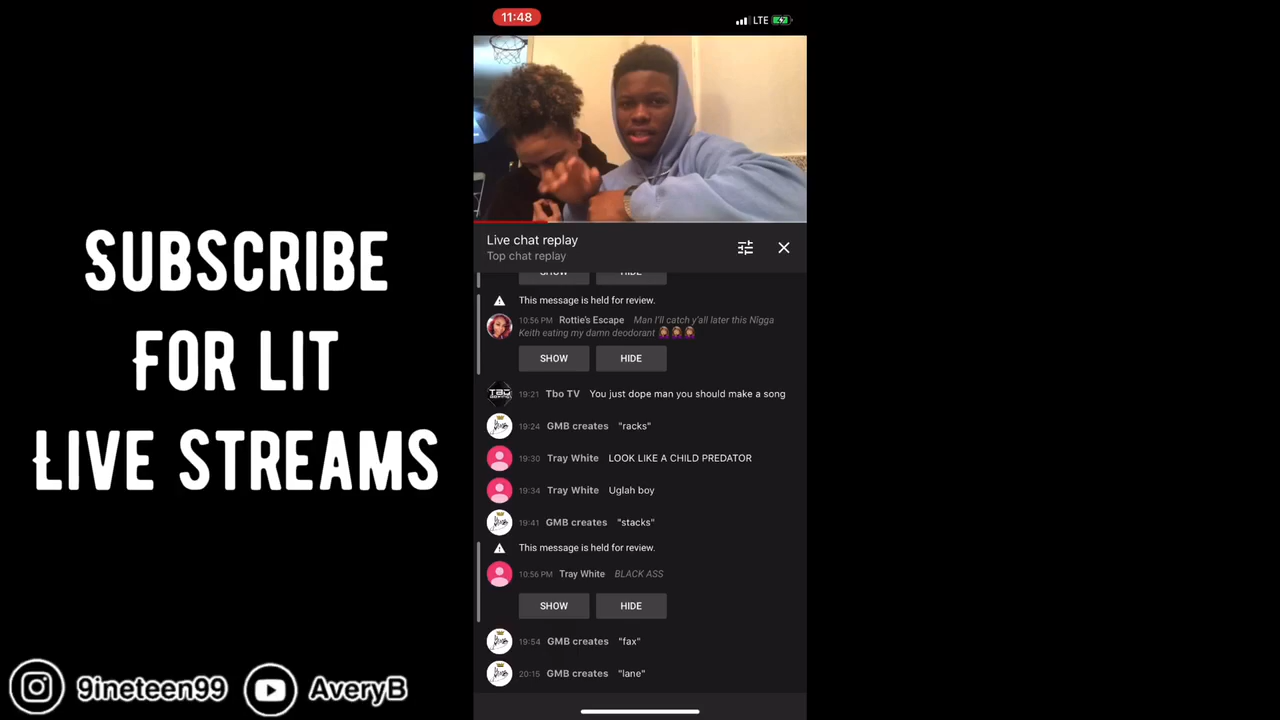 11:48
LTE
SUBSCRIBE
FOR LIT
LIVE STREAMS
Live chat replay
Top chat replay
SHOW HIDE
This message is held for review.
10:56 PM Rottie's Escape Man I'll catch y'all later this Nigga
Keith eating my damn deodorant 🤦🏽‍♀️🤦🏽‍♀️🤦🏽‍♀️
SHOW HIDE
19:21 Tbo TV You just dope man you should make a song
19:24 GMB creates "racks"
19:30 Tray White LOOK LIKE A CHILD PREDATOR
19:34 Tray White Uglah boy
19:41 GMB creates "stacks"
This message is held for review.
10:56 PM Tray White BLACK ASS
SHOW HIDE
19:54 GMB creates "fax"
20:15 GMB creates "lane"
9ineteen99 AveryB